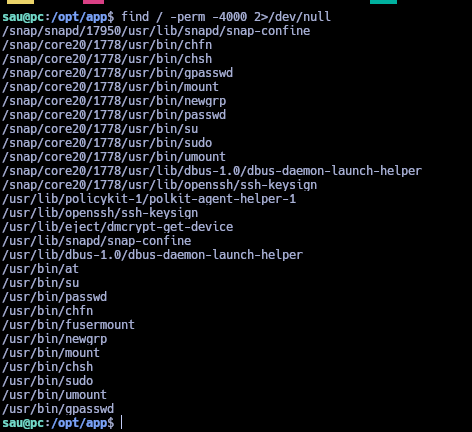 sau@pc:/opt/app$ find / -perm -4000 2>/dev/null
/snap/snapd/17950/usr/lib/snapd/snap-confine
/snap/core20/1778/usr/bin/chfn
/snap/core20/1778/usr/bin/chsh
/snap/core20/1778/usr/bin/gpasswd
/snap/core20/1778/usr/bin/mount
/snap/core20/1778/usr/bin/newgrp
/snap/core20/1778/usr/bin/passwd
/snap/core20/1778/usr/bin/su
/snap/core20/1778/usr/bin/sudo
/snap/core20/1778/usr/bin/umount
/snap/core20/1778/usr/lib/dbus-1.0/dbus-daemon-launch-helper
/snap/core20/1778/usr/lib/openssh/ssh-keysign
/usr/lib/policykit-1/polkit-agent-helper-1
/usr/lib/openssh/ssh-keysign
/usr/lib/eject/dmcrypt-get-device
/usr/lib/snapd/snap-confine
/usr/lib/dbus-1.0/dbus-daemon-launch-helper
/usr/bin/at
/usr/bin/su
/usr/bin/passwd
/usr/bin/chfn
/usr/bin/fusermount
/usr/bin/newgrp
/usr/bin/mount
/usr/bin/chsh
/usr/bin/sudo
/usr/bin/umount
/usr/bin/gpasswd
sau@pc:/opt/app$